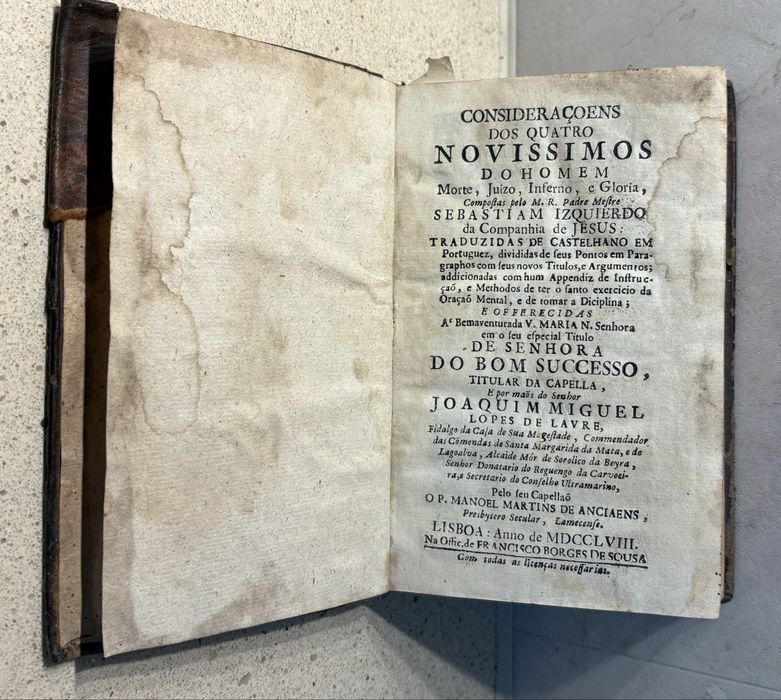 CONSIDERAÇOENS
DOS QUATRO
NOVISSIMOS
DO HOMEM
Morte, Juizo, Inferno, e Gloria,
Compostas pelo M. R. Padre Mestre
SEBASTIAM IZQUIERDO
da Companhia de JESUS:
TRADUZIDAS DE CASTELHANO EM
Portuguez, divididas de seus Pontos em Para-
graphos com seus novos Titulos, e Argumentos;
addicionadas com hum Appendiz de Instruc-
çaõ, e Methodos de ter o santo exercicio da
Oraçaõ Mental, e de tomar a Diciplina;
E OFFERECIDAS
A' Bemaventurada V. MARIA N. Senhora
em o seu especial Titulo
DE SENHORA
DO BOM SUCCESSO,
TITULAR DA CAPELLA,
E por maõs do Senhor
JOAQUIM MIGUEL
LOPES DE LAVRE,
Fidalgo da Casa de Sua Magestade, Commendador
das Cõmendas de Santa Margarida da Mata, e de
Lagoalva, Alcaide Mór de Sorolico da Beyra,
Senhor Donatario do Reguengo da Carvoei-
ra, e Secretario do Conselho Ultramarino,
Pelo seu Capellaõ
O P. MANOEL MARTINS DE ANCIAENS,
Presbytero Secular, Lamecense.
LISBOA: Anno de MDCCLVIII.
Na Offic. de FRANCISCO BORGES DE SOUSA
Com todas as licenças necessarias.